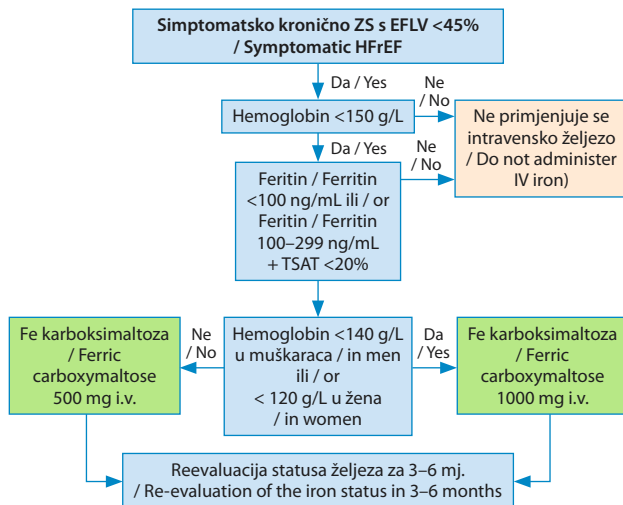 Simptomatsko kronično ZS s EFLV <45%
/ Symptomatic HFrEF
Da / Yes
Ne
/ No
Hemoglobin <150 g/L
Ne primjenjuje se
intravensko željezo
/ Do not administer
IV iron)
Da / Yes
Ne
/ No
Feritin / Ferritin
<100 ng/mL ili / or
Feritin / Ferritin
100–299 ng/mL
+ TSAT <20%
Fe karboksimaltoza
/ Ferric
carboxymaltose
500 mg i.v.
Ne
/ No
Hemoglobin <140 g/L
u muškaraca / in men
ili / or
< 120 g/L u žena
/ in women
Da
/ Yes
Fe karboksimaltoza
/ Ferric
carboxymaltose
1000 mg i.v.
Reevaluacija statusa željeza za 3–6 mj.
/ Re-evaluation of the iron status in 3–6 months